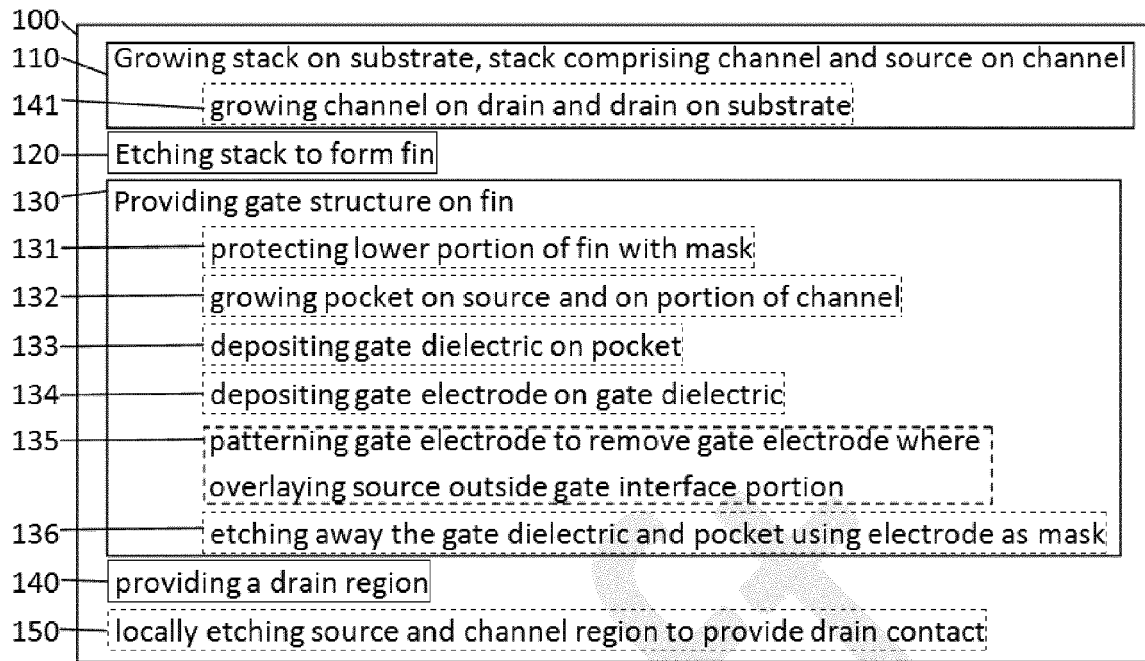 100
110 Growing stack on substrate, stack comprising channel and source on channel
141 growing channel on drain and drain on substrate
120 Etching stack to form fin
130 Providing gate structure on fin
131 protecting lower portion of fin with mask
132 growing pocket on source and on portion of channel
133 depositing gate dielectric on pocket
134 depositing gate electrode on gate dielectric
135 patterning gate electrode to remove gate electrode where
overlaying source outside gate interface portion
136 etching away the gate dielectric and pocket using electrode as mask
140 providing a drain region
150 locally etching source and channel region to provide drain contact